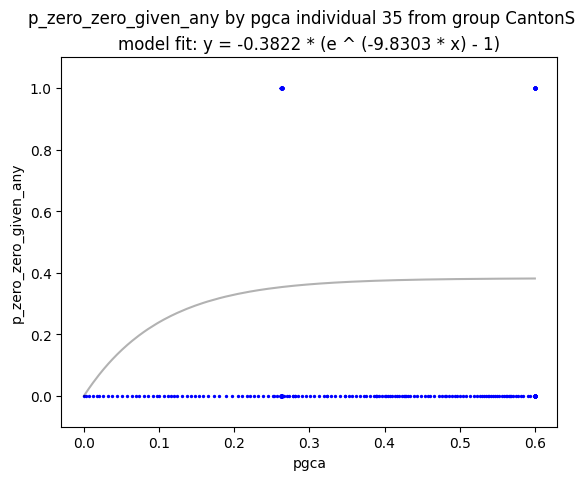 p_zero_zero_given_any by pgca individual 35 from group CantonS
model fit: y = -0.3822 * (e ^ (-9.8303 * x) - 1)
1.0
0.8
0.6
0.4
0.2
0.0
p_zero_zero_given_any
0.0 0.1 0.2 0.3 0.4 0.5 0.6
pgca